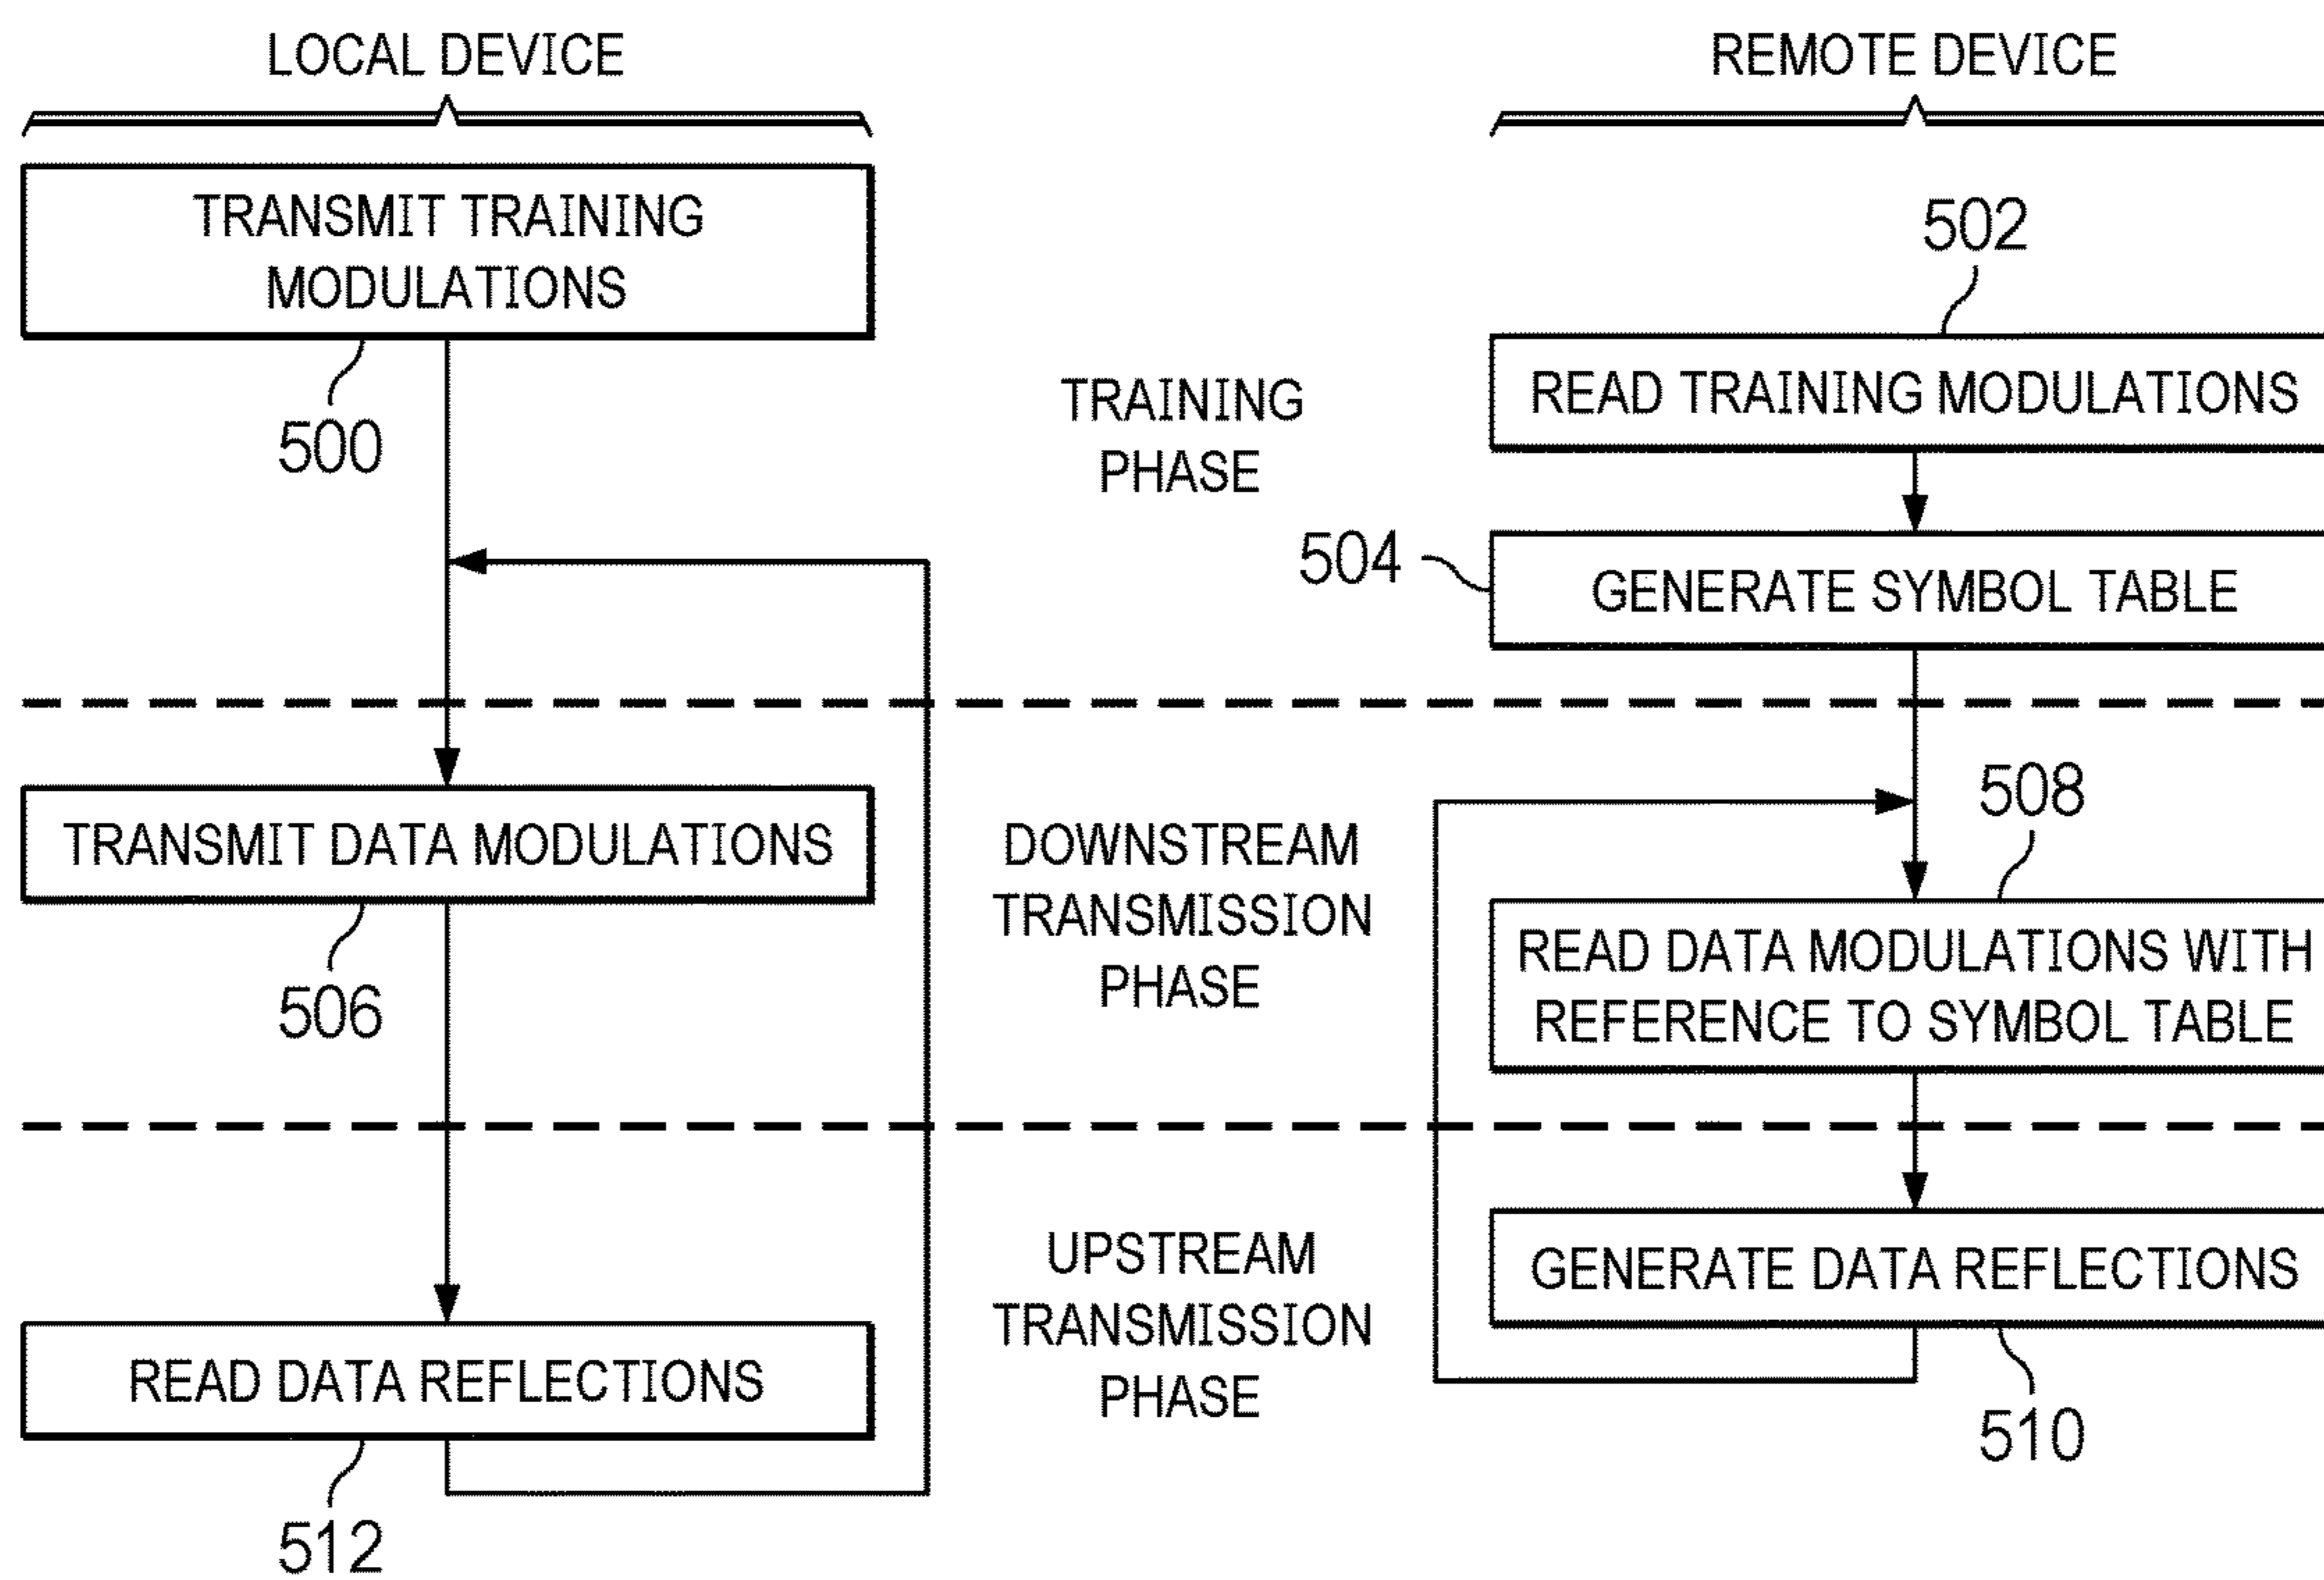 LOCAL DEVICE
REMOTE DEVICE
TRANSMIT TRAINING
MODULATIONS
500
502
READ TRAINING MODULATIONS
TRAINING
PHASE
504
GENERATE SYMBOL TABLE
TRANSMIT DATA MODULATIONS
506
DOWNSTREAM
TRANSMISSION
PHASE
508
READ DATA MODULATIONS WITH
REFERENCE TO SYMBOL TABLE
UPSTREAM
TRANSMISSION
PHASE
GENERATE DATA REFLECTIONS
510
READ DATA REFLECTIONS
512